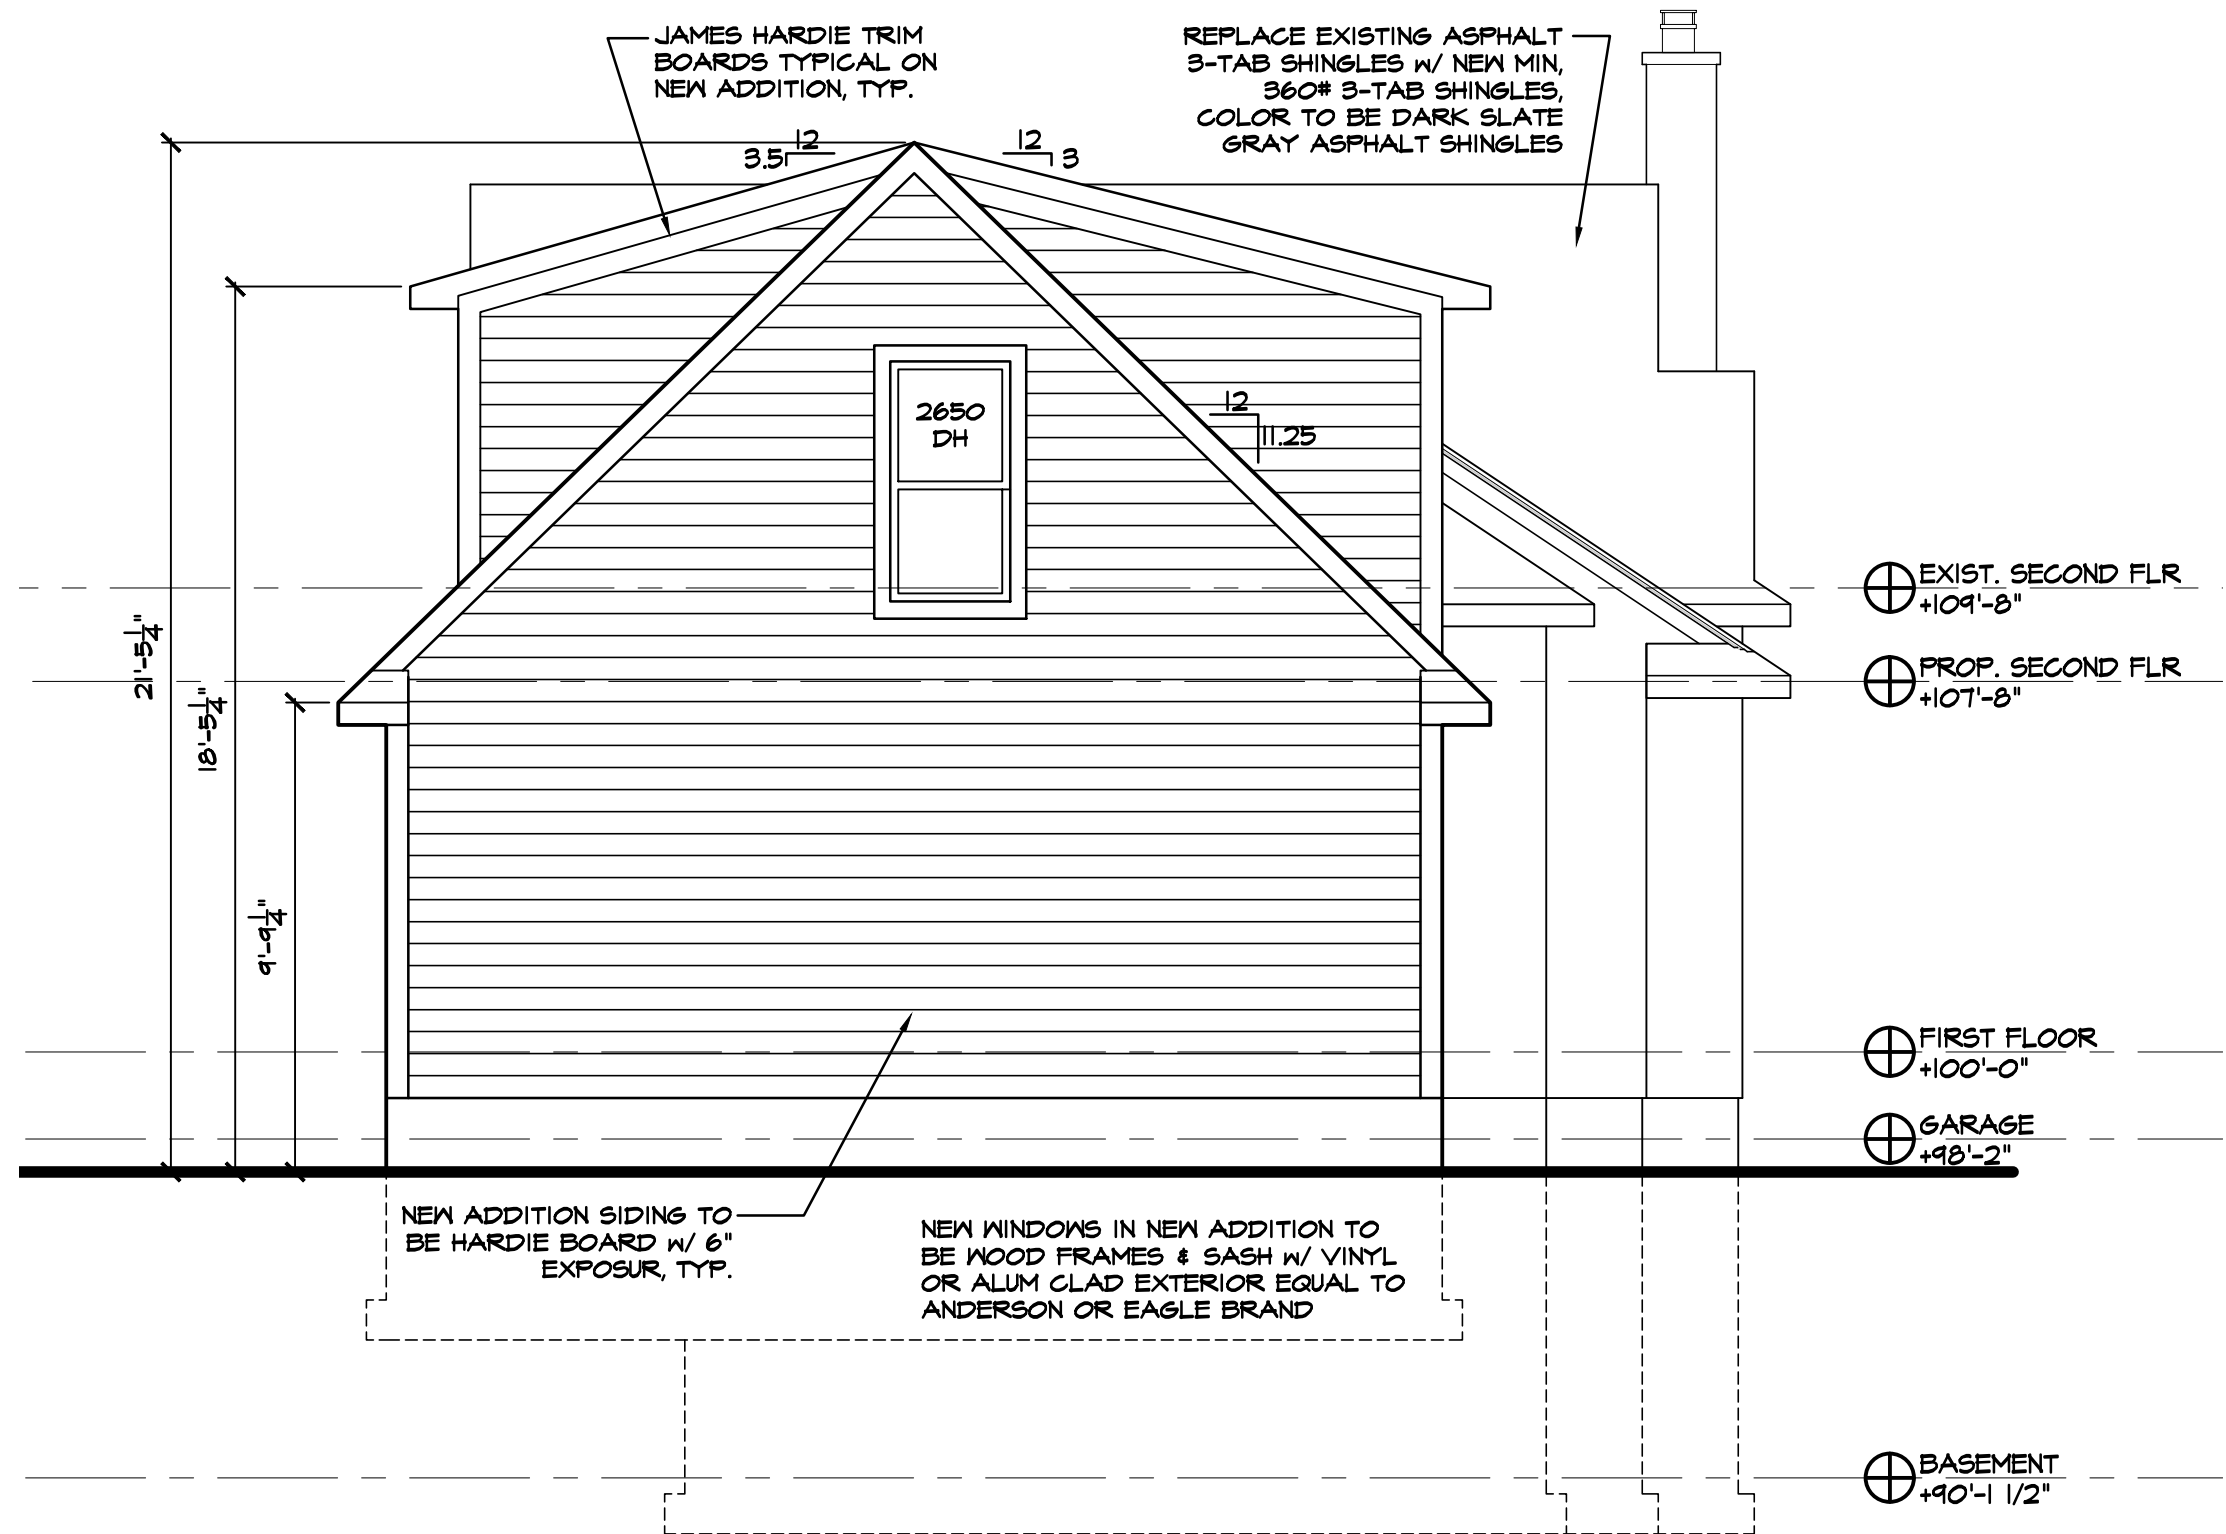 JAMES HARDIE TRIM
BOARDS TYPICAL ON
NEW ADDITION, TYP.
REPLACE EXISTING ASPHALT
3-TAB SHINGLES W/ NEW MIN,
360# 3-TAB SHINGLES,
COLOR TO BE DARK SLATE
GRAY ASPHALT SHINGLES
12
3.5
12
3
2650
DH
12
11.25
21'-5 1/4"
18'-5 1/4"
9'-9 1/4"
EXIST. SECOND FLR
+109'-8"
PROP. SECOND FLR
+107'-8"
FIRST FLOOR
+100'-0"
GARAGE
+98'-2"
NEW ADDITION SIDING TO
BE HARDIE BOARD W/ 6"
EXPOSUR, TYP.
NEW WINDOWS IN NEW ADDITION TO
BE WOOD FRAMES & SASH W/ VINYL
OR ALUM CLAD EXTERIOR EQUAL TO
ANDERSON OR EAGLE BRAND
BASEMENT
+90'-1 1/2"